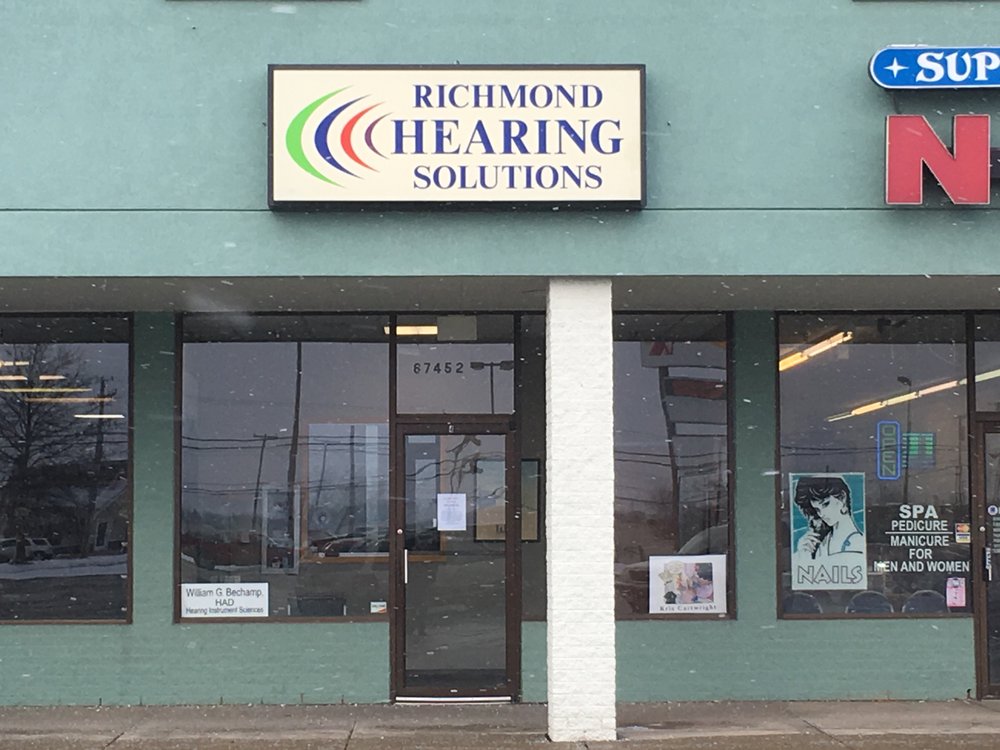 RICHMOND
HEARING
SOLUTIONS
SUP
N
67452
William G. Bechamp,
HAD
Hearing Instrument Sciences
Kris Cartwright
OPEN
NAILS
SPA
PEDICURE
MANICURE
FOR
MEN AND WOMEN